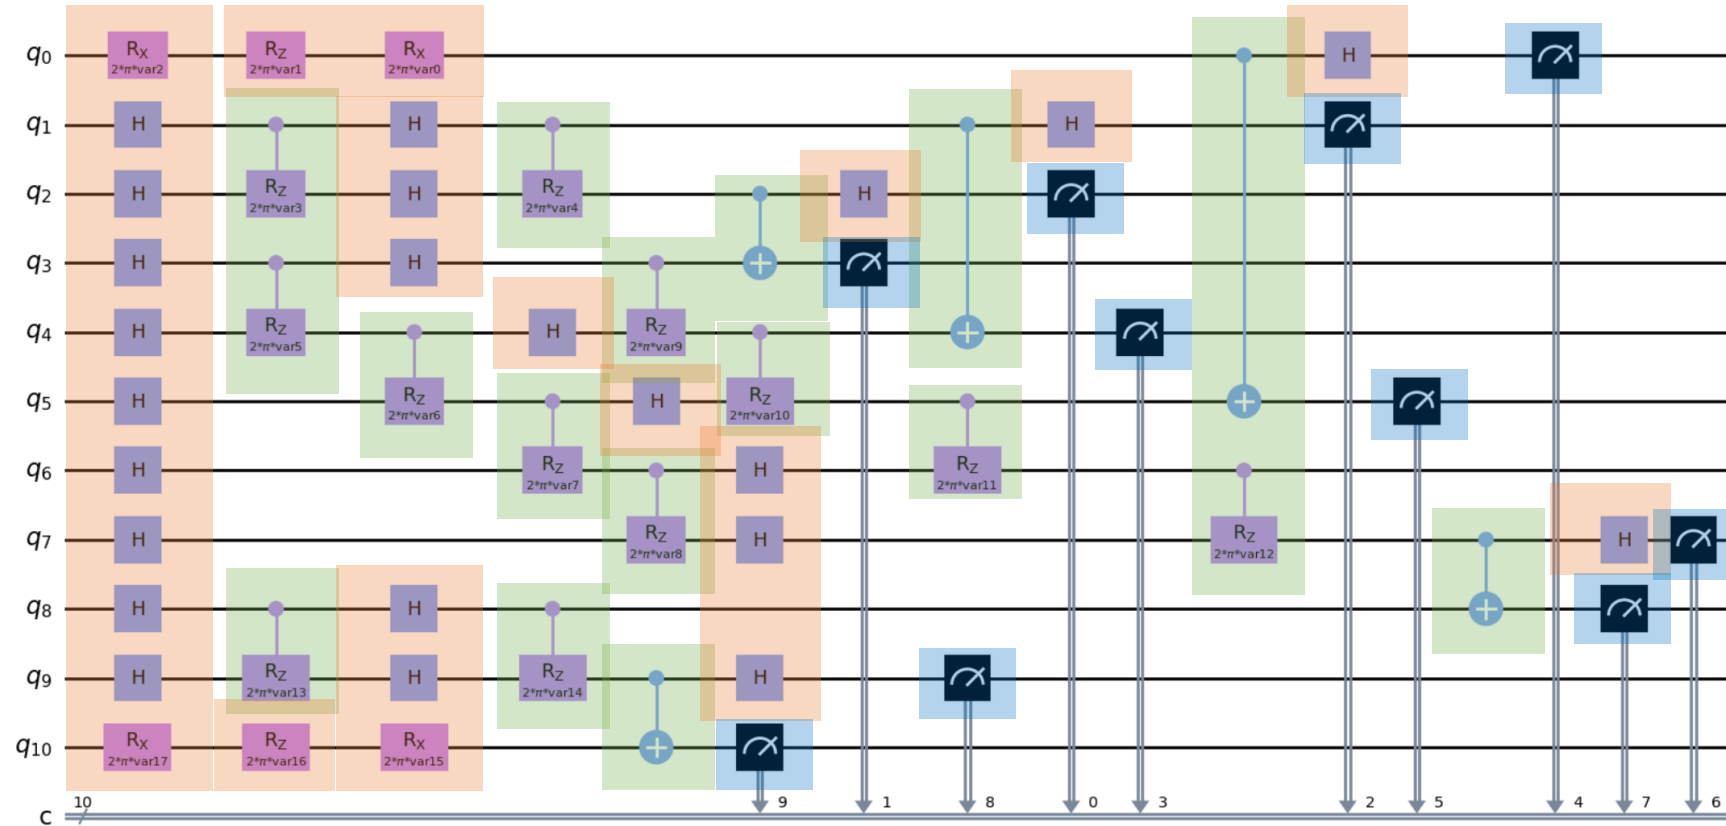 q0 RX 2*π*var2 RZ 2*π*var1 RX 2*π*var0 H
q1 H H H
q2 H RZ 2*π*var3 H RZ 2*π*var4 H
q3 H H
q4 H RZ 2*π*var5 H RZ 2*π*var9
q5 H RZ 2*π*var6 H RZ 2*π*var10
q6 H RZ 2*π*var7 H RZ 2*π*var11
q7 H RZ 2*π*var8 H RZ 2*π*var12 H
q8 H H
q9 H RZ 2*π*var13 H RZ 2*π*var14 H
q10 RX 2*π*var17 RZ 2*π*var16 RX 2*π*var15
10 9 1 8 0 3 2 5 4 7 6
c